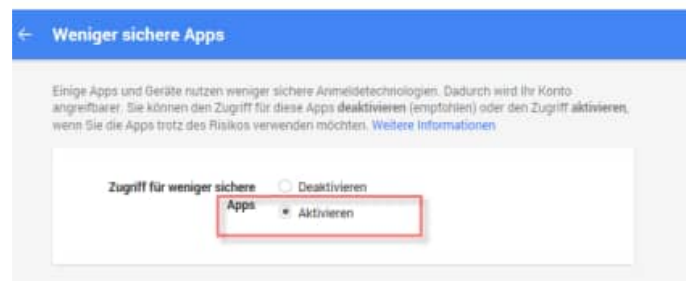 Weniger sichere Apps
Einige Apps und Geräte nutzen weniger sichere Anmeldetechnologien. Dadurch wird Ihr Konto
angreifbarer. Sie können den Zugriff für diese Apps deaktivieren (empfohlen) oder den Zugriff aktivieren,
wenn Sie die Apps trotz des Risikos verwenden möchten. Weitere Informationen
Zugriff für weniger sichere
Apps
Deaktivieren
Aktivieren